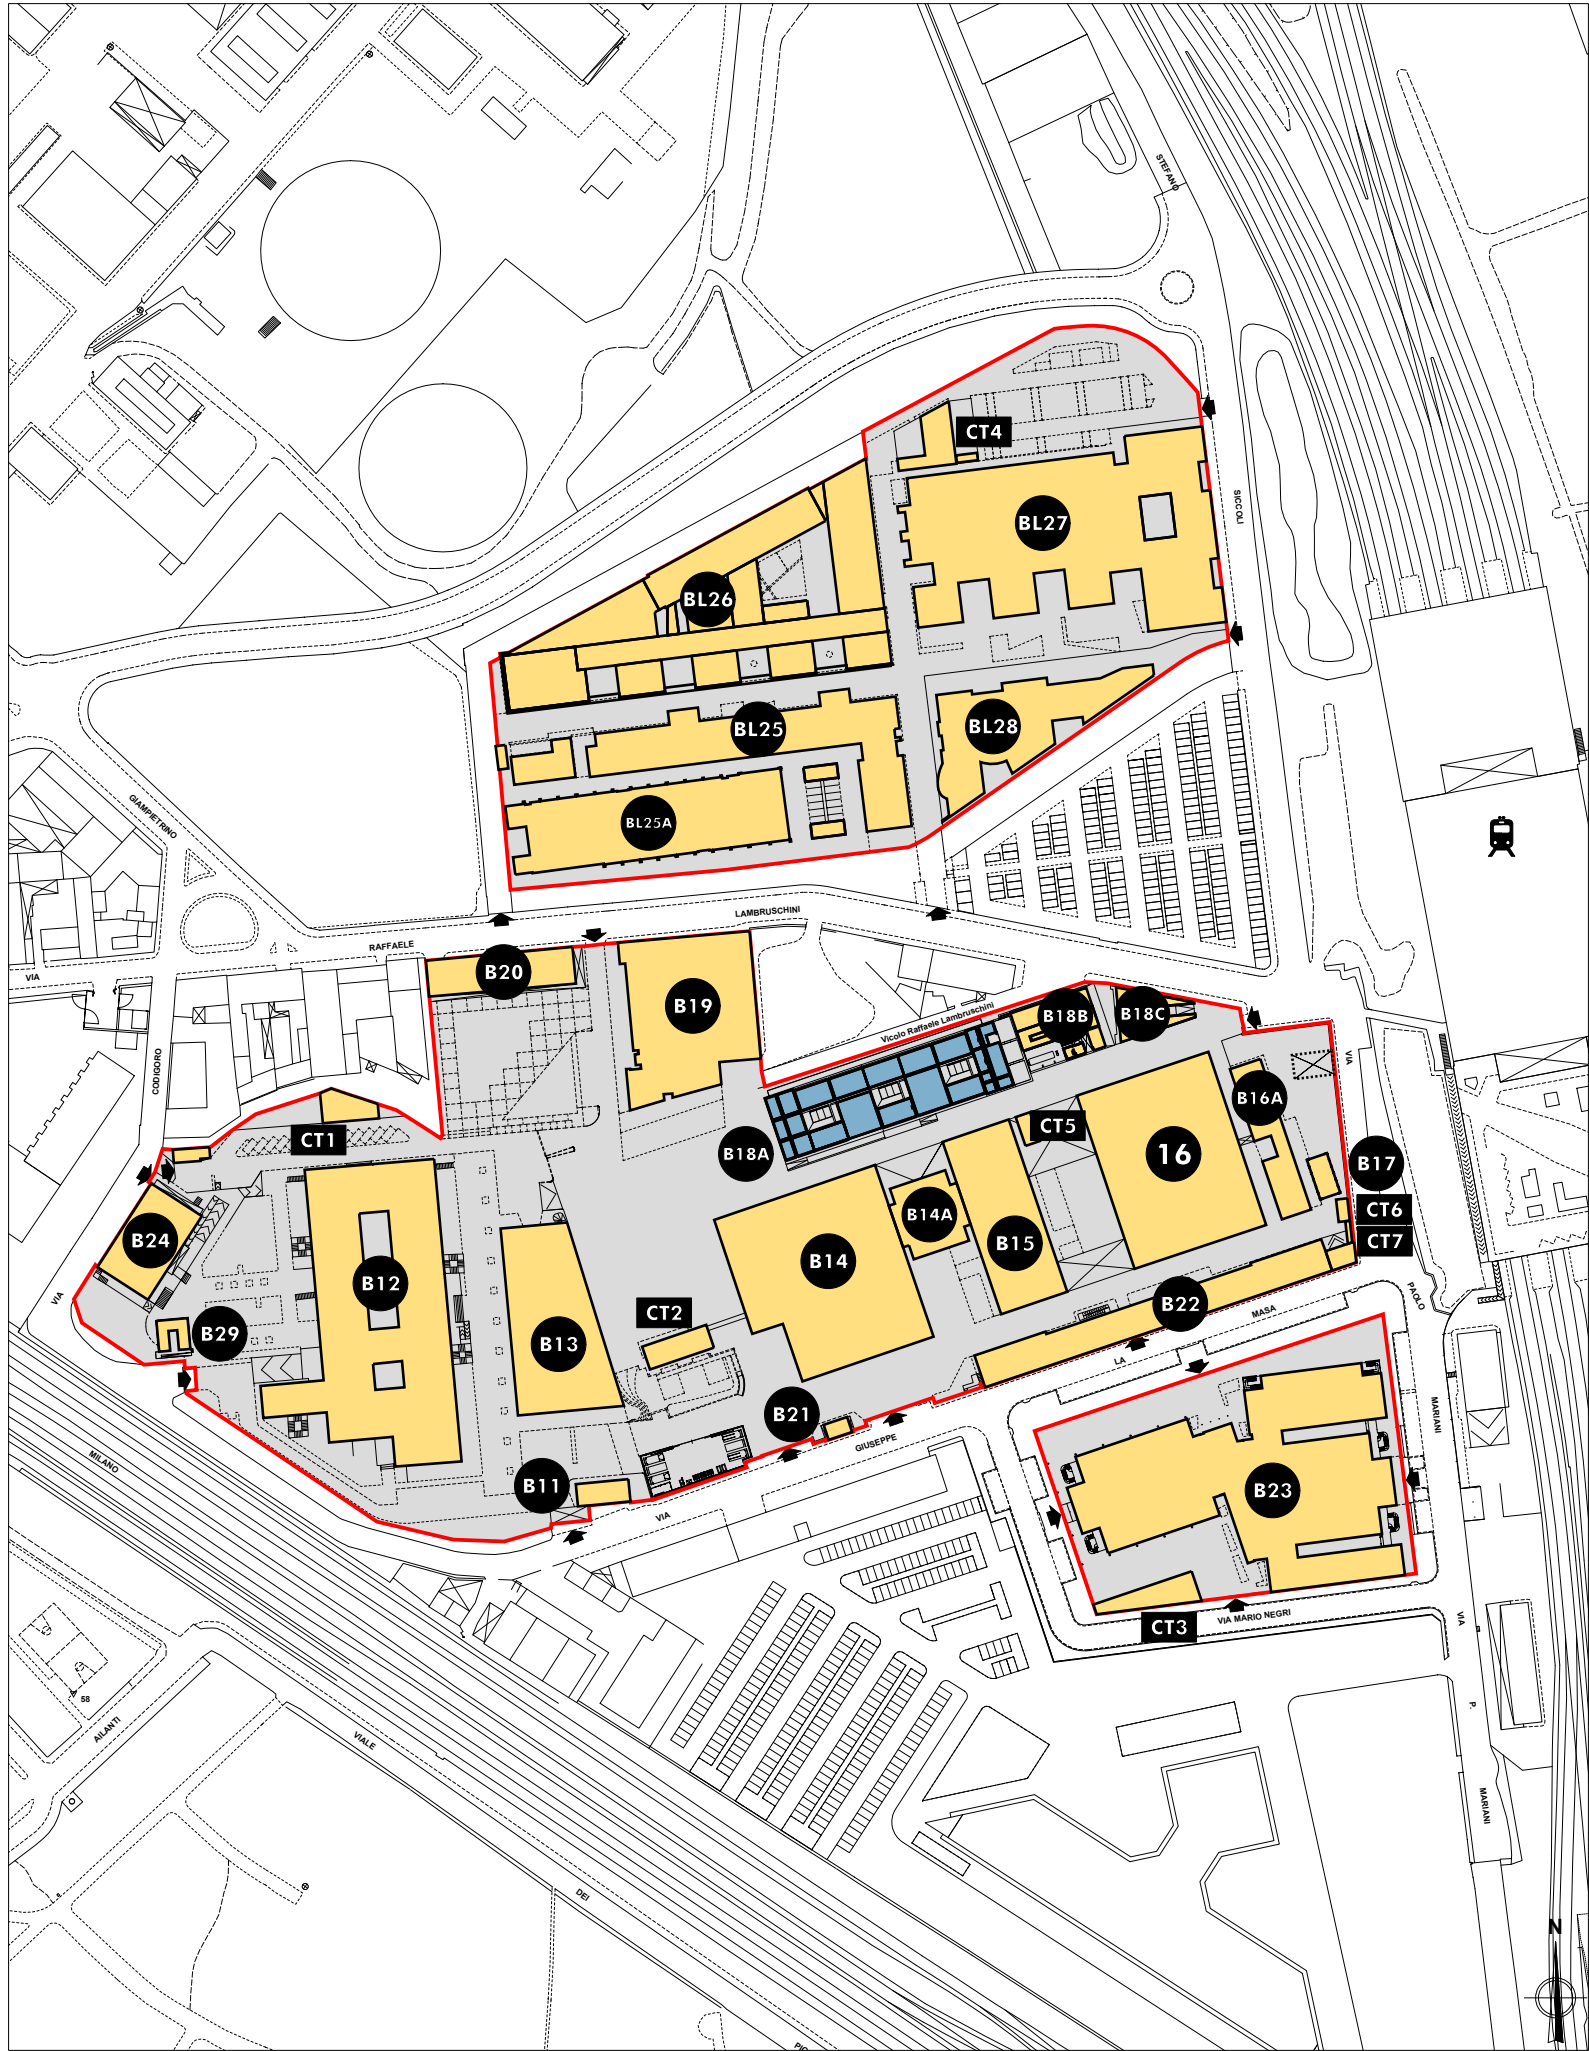 STEFANO
CT4
SICCOLI
BL27
BL26
BL28
BL25
GIAMPIETRINO
BL25A
LAMBRUSCHINI
RAFFAELE
VIA
B20
B19
Vicolo Raffaele Lambruschini
B18B
B18C
VIA
CODIGORO
B16A
CT1
CT5
B18A
16
B17
CT6
B14A
B24
CT7
B15
B14
B12
VIA
PAOLO
B22
MASA
CT2
B29
B13
LA
B21
MARIANI
GIUSEPPE
MILANO
B11
B23
VIA
VIA MARIO NEGRI
VIA
CT3
58
P.
AILANTI
VIALE
MARIANI
DEI
N
PIO